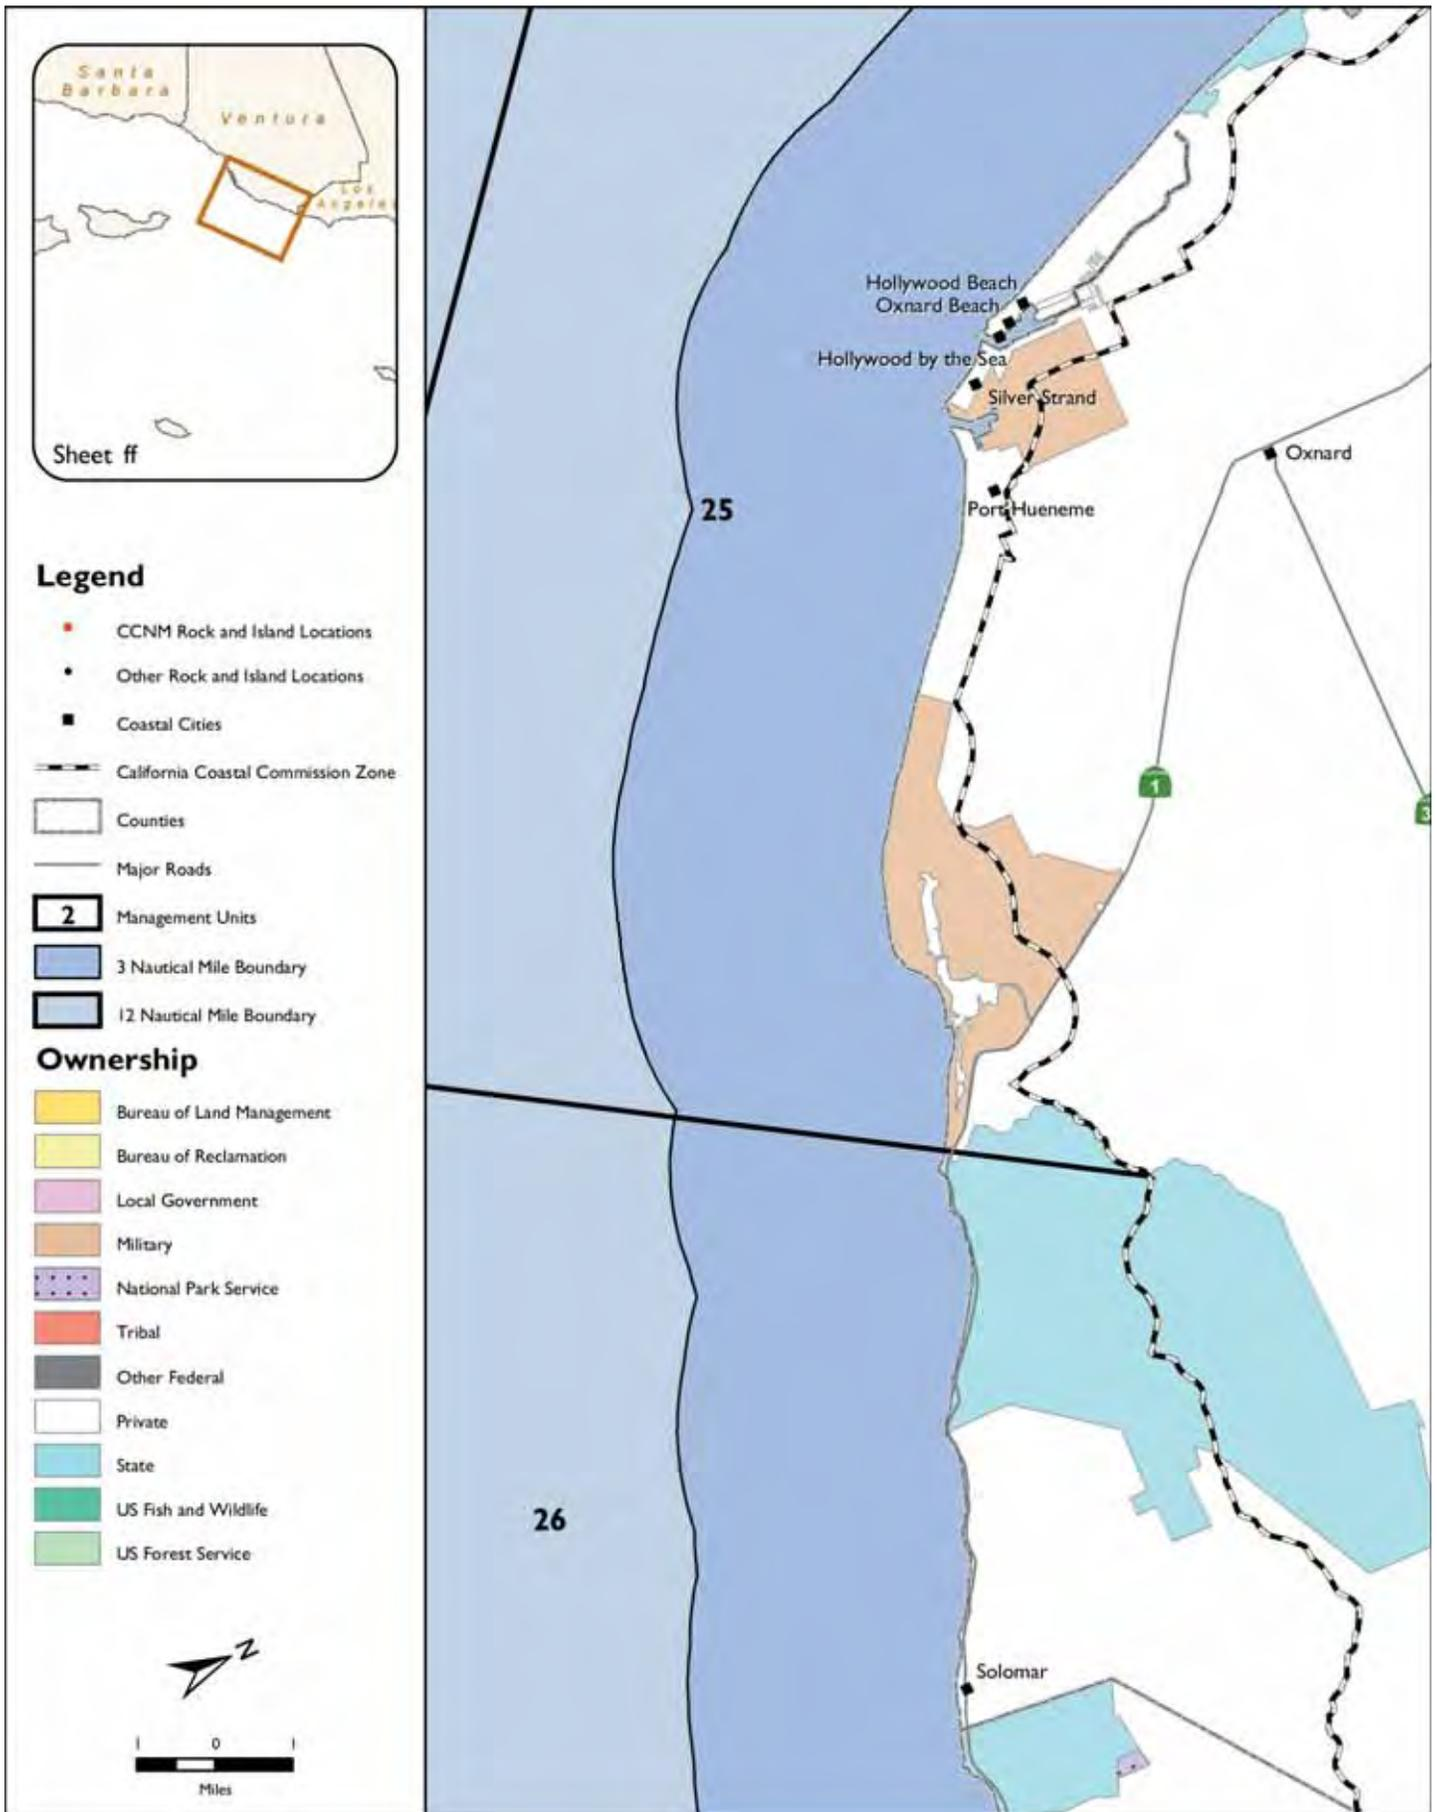 Santa
Barbara
Ventura
Los
Angeles
Sheet ff
Legend
CCNM Rock and Island Locations
Other Rock and Island Locations
Coastal Cities
California Coastal Commission Zone
Counties
Major Roads
2 Management Units
3 Nautical Mile Boundary
12 Nautical Mile Boundary
Ownership
Bureau of Land Management
Bureau of Reclamation
Local Government
Military
National Park Service
Tribal
Other Federal
Private
State
US Fish and Wildlife
US Forest Service
N
1 0 1
Miles
Hollywood Beach
Oxnard Beach
Hollywood by the Sea
Silver Strand
Oxnard
25
Port Hueneme
1
3
26
Solomar